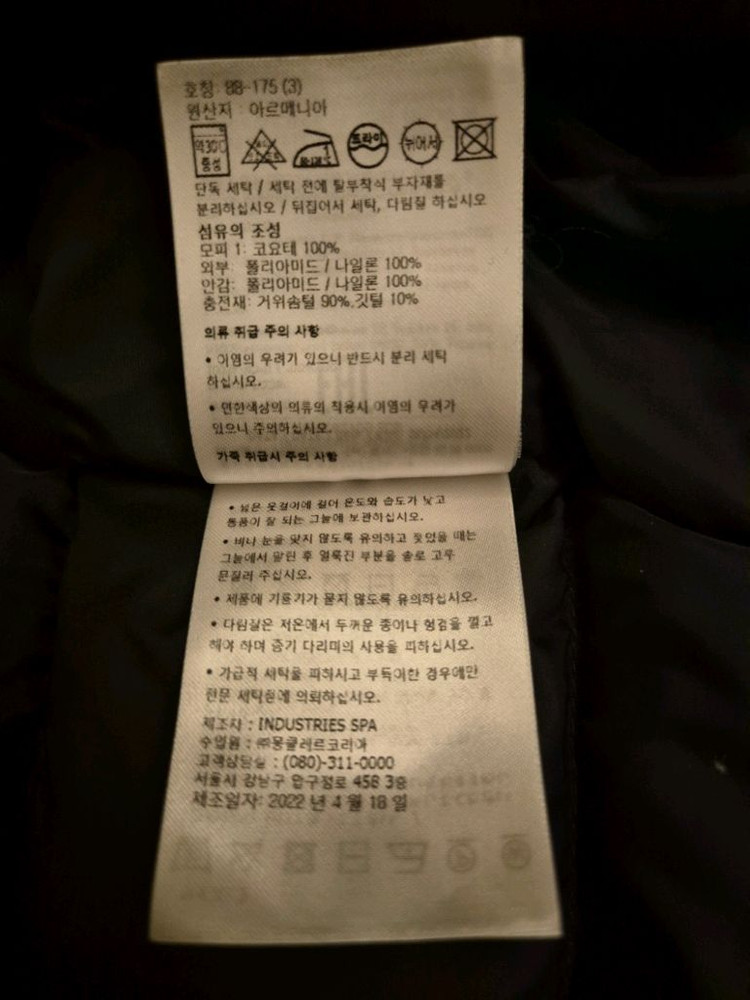 호칭: 98-175 (3)
원산지 : 아르메니아
약30℃ 중성 드라이 뉘어서
단독 세탁 / 세탁 전에 탈부착식 부자재를
분리하십시오 / 뒤집어서 세탁, 다림질 하십시오
섬유의 조성
모피 1: 코요테 100%
외부: 폴리아미드 / 나일론 100%
안감: 폴리아미드 / 나일론 100%
충전재: 거위솜털 90%,깃털 10%
의류 취급 주의 사항
• 이염의 우려가 있으니 반드시 분리 세탁
하십시오.
• 연한색상의 의류의 착용시 이염의 우려가
있으니 주의하십시오.
가죽 취급시 주의 사항
• 넓은 옷걸이에 걸어 온도와 습도가 낮고
통풍이 잘 되는 그늘에 보관하십시오.
• 비나 눈을 맞지 않도록 유의하고 젖었을 때는
그늘에서 말린 후 얼룩진 부분을 솔로 고루
문질러 주십시오.
• 제품에 기름기가 묻지 않도록 유의하십시오.
• 다림질은 저온에서 두꺼운 종이나 헝겊을 깔고
해야 하며 증기 다리미의 사용을 피하십시오.
• 가급적 세탁을 피하시고 부득이한 경우에만
전문 세탁원에 의뢰하십시오.
제조사 : INDUSTRIES SPA
수입원 : ㈜몽클레르코리아
고객상담실 : (080)-311-0000
서울시 강남구 압구정로 458 3층
제조일자: 2022 년 4 월 18 일